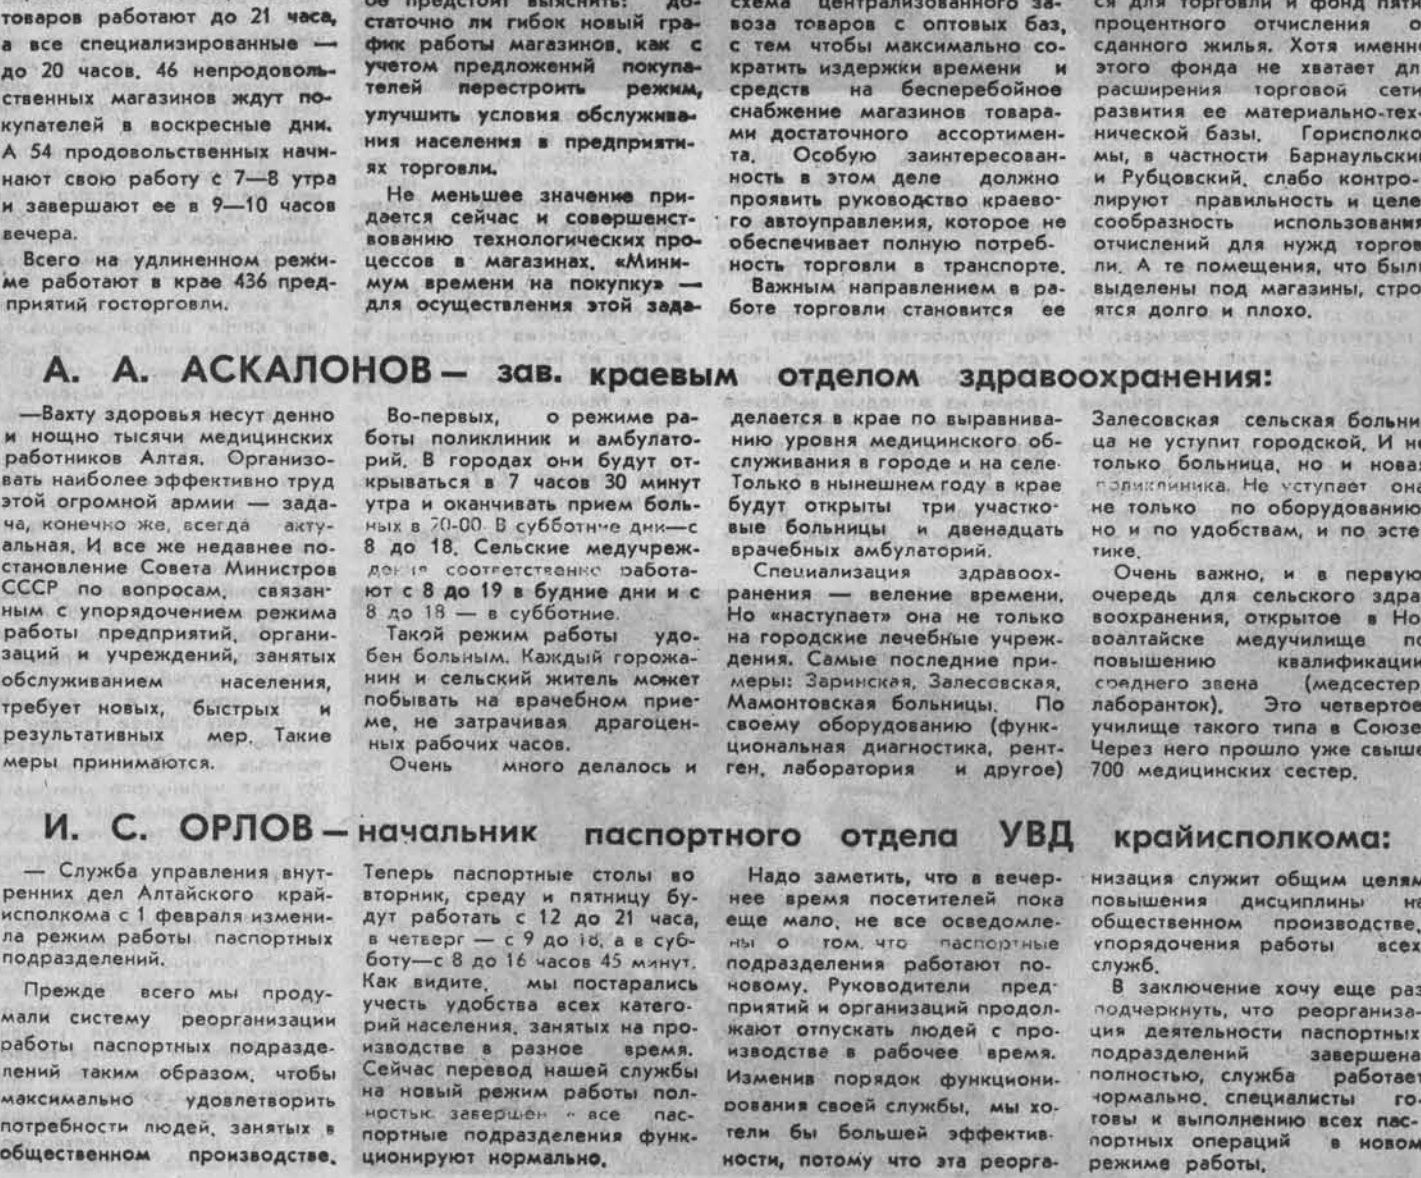 товаров работают до 21 часа,
а все специализированные —
до 20 часов. 46 непродоволь-
ственных магазинов ждут по-
купателей в воскресные дни.
А 54 продовольственных начи-
нают свою работу с 7—8 утра
и завершают ее в 9—10 часов
вечера.
Всего на удлиненном режи-
ме работают в крае 436 пред-
приятий госторговли.
ое предстоит выяснить: до-
статочно ли гибок новый гра-
фик работы магазинов, как с
учетом предложений покупа-
телей перестроить режим,
улучшить условия обслужива-
ния населения в предприяти-
ях торговли.
Не меньшее значение при-
дается сейчас и совершенст-
вованию технологических про-
цессов в магазинах. «Мини-
мум времени на покупку» —
для осуществления этой зада-
схема централизованного за-
воза товаров с оптовых баз,
с тем чтобы максимально со-
кратить издержки времени и
средств на бесперебойное
снабжение магазинов товара-
ми достаточного ассортимен-
та. Особую заинтересован-
ность в этом деле должно
проявить руководство краево-
го автоуправления, которое не
обеспечивает полную потреб-
ность торговли в транспорте.
Важным направлением в ра-
боте торговли становится ее
ся для торговли и фонд пяти
процентного отчисления о
сданного жилья. Хотя именно
этого фонда не хватает дл
расширения торговой сети
развития ее материально-тех-
нической базы. Горисполко
мы, в частности Барнаульский
и Рубцовский, слабо контро-
лируют правильность и целе
сообразность использования
отчислений для нужд торгов
ли. А те помещения, что были
выделены под магазины, стро
ятся долго и плохо.
А. А. АСКАЛОНОВ — зав. краевым отделом здравоохранения:
—Вахту здоровья несут денно
и нощно тысячи медицинских
работников Алтая. Организо-
вать наиболее эффективно труд
этой огромной армии — зада-
ча, конечно же, всегда акту-
альная. И все же недавнее по-
становление Совета Министров
СССР по вопросам, связан-
ным с упорядочением режима
работы предприятий, органи-
заций и учреждений, занятых
обслуживанием населения,
требует новых, быстрых и
результативных мер. Такие
меры принимаются.
Во-первых, о режиме ра-
боты поликлиник и амбулато-
рий. В городах они будут от-
крываться в 7 часов 30 минут
утра и оканчивать прием боль-
ных в 20-00. В субботние дни—с
8 до 18. Сельские медучреж-
дения соответственно работа-
ют с 8 до 19 в будние дни и с
8 до 18 — в субботние.
Такой режим работы удо-
бен больным. Каждый горожа-
нин и сельский житель может
побывать на врачебном прие-
ме, не затрачивая драгоцен-
ных рабочих часов.
Очень много делалось и
делается в крае по выравнива-
нию уровня медицинского об-
служивания в городе и на селе.
Только в нынешнем году в крае
будут открыты три участко-
вые больницы и двенадцать
врачебных амбулаторий.
Специализация здравоох-
ранения — веление времени.
Но «наступает» она не только
на городские лечебные учреж-
дения. Самые последние при-
меры: Заринская, Залесовская,
Мамонтовская больницы. По
своему оборудованию (функ-
циональная диагностика, рент-
ген, лаборатория и другое)
Залесовская сельская больни
ца не уступит городской. И не
только больница, но и новая
поликлиника. Не уступает она
не только по оборудованию
но и по удобствам, и по эсте
тике.
Очень важно, и в первую
очередь для сельского здра
воохранения, открытое в Но
воалтайске медучилище по
повышению квалификации
среднего звена (медсестер
лаборанток). Это четвертое
училище такого типа в Союзе
Через него прошло уже свыше
700 медицинских сестер.
И. С. ОРЛОВ — начальник паспортного отдела УВД крайисполкома:
— Служба управления внут-
ренних дел Алтайского край-
исполкома с 1 февраля измени-
ла режим работы паспортных
подразделений.
Прежде всего мы проду-
мали систему реорганизации
работы паспортных подразде-
лений таким образом, чтобы
максимально удовлетворить
потребности людей, занятых в
общественном производстве.
Теперь паспортные столы во
вторник, среду и пятницу бу-
дут работать с 12 до 21 часа,
в четверг — с 9 до 18, а в суб-
боту—с 8 до 16 часов 45 минут.
Как видите, мы постарались
учесть удобства всех катего-
рий населения, занятых на про-
изводстве в разное время.
Сейчас перевод нашей службы
на новый режим работы пол-
ностью завершен и все пас-
портные подразделения функ-
ционируют нормально.
Надо заметить, что в вечер-
нее время посетителей пока
еще мало, не все осведомле-
ны о том, что паспортные
подразделения работают по-
новому. Руководители пред-
приятий и организаций продол-
жают отпускать людей с про-
изводства в рабочее время.
Изменив порядок функциони-
рования своей службы, мы хо-
тели бы большей эффектив-
ности, потому что эта реорга-
низация служит общим целям
повышения дисциплины на
общественном производстве,
упорядочения работы всех
служб.
В заключение хочу еще раз
подчеркнуть, что реорганиза-
ция деятельности паспортных
подразделений завершена
полностью, служба работает
нормально, специалисты го-
товы к выполнению всех пас-
портных операций в новом
режиме работы.